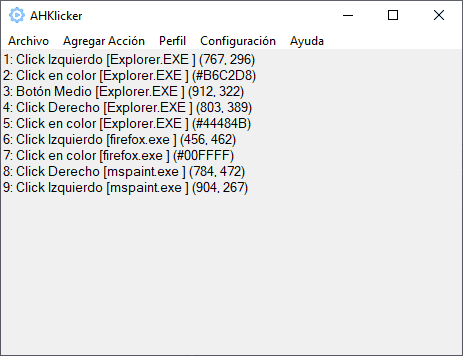 AHKlicker
Archivo Agregar Acción Perfil Configuración Ayuda
1: Click Izquierdo [Explorer.EXE ] (767, 296)
2: Click en color [Explorer.EXE ] (#B6C2D8)
3: Botón Medio [Explorer.EXE ] (912, 322)
4: Click Derecho [Explorer.EXE ] (803, 389)
5: Click en color [Explorer.EXE ] (#44484B)
6: Click Izquierdo [firefox.exe ] (456, 462)
7: Click en color [firefox.exe ] (#00FFFF)
8: Click Derecho [mspaint.exe ] (784, 472)
9: Click Izquierdo [mspaint.exe ] (904, 267)